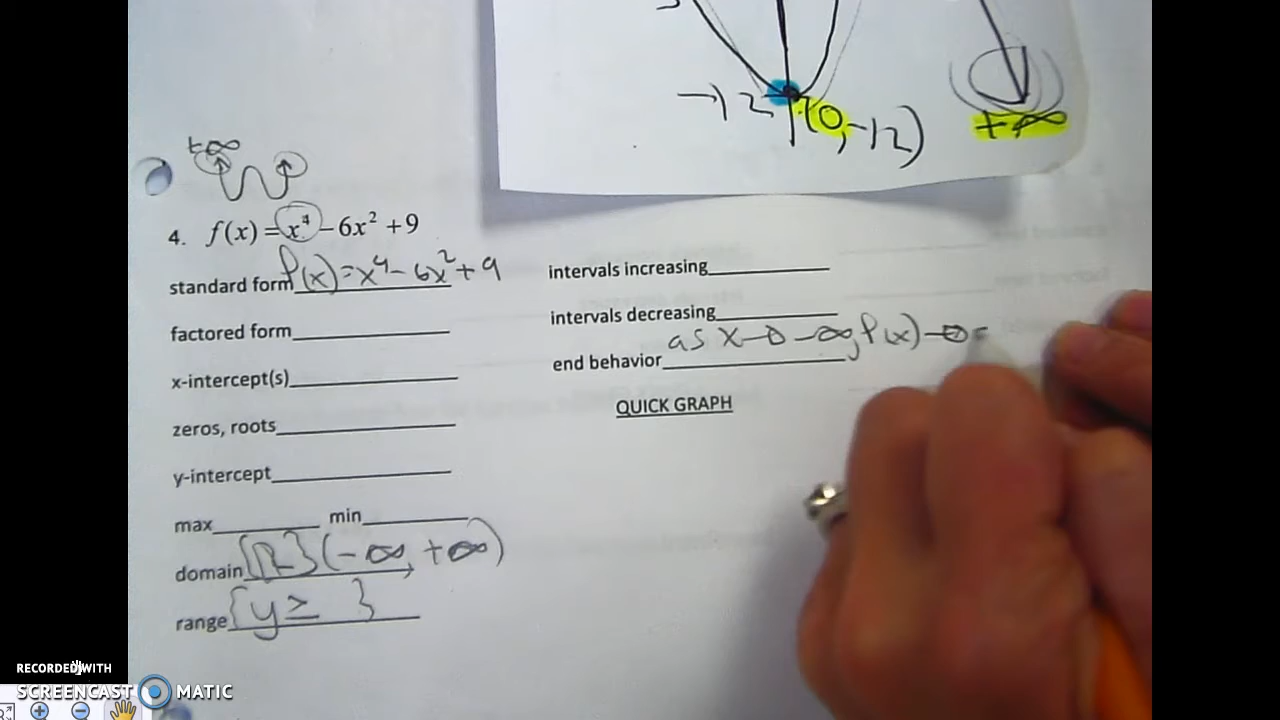 -12 (0, -12)
+∞
+∞
4. f(x) = x⁴ – 6x² + 9
standard form f(x) = x⁴ - 6x² + 9
factored form
x-intercept(s)
zeros, roots
y-intercept
max min
domain {R} (-∞, +∞)
range {y ≥ }
intervals increasing
intervals decreasing
as x → -∞, f(x) →
end behavior
QUICK GRAPH
RECORDED WITH
SCREENCAST MATIC